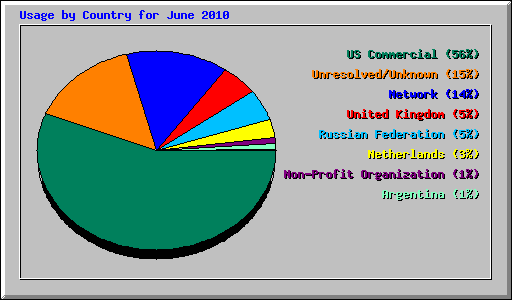 Usage by Country for June 2010
US Commercial (56%)
Unresolved/Unknown (15%)
Network (14%)
United Kingdom (5%)
Russian Federation (5%)
Netherlands (3%)
Non-Profit Organization (1%)
Argentina (1%)